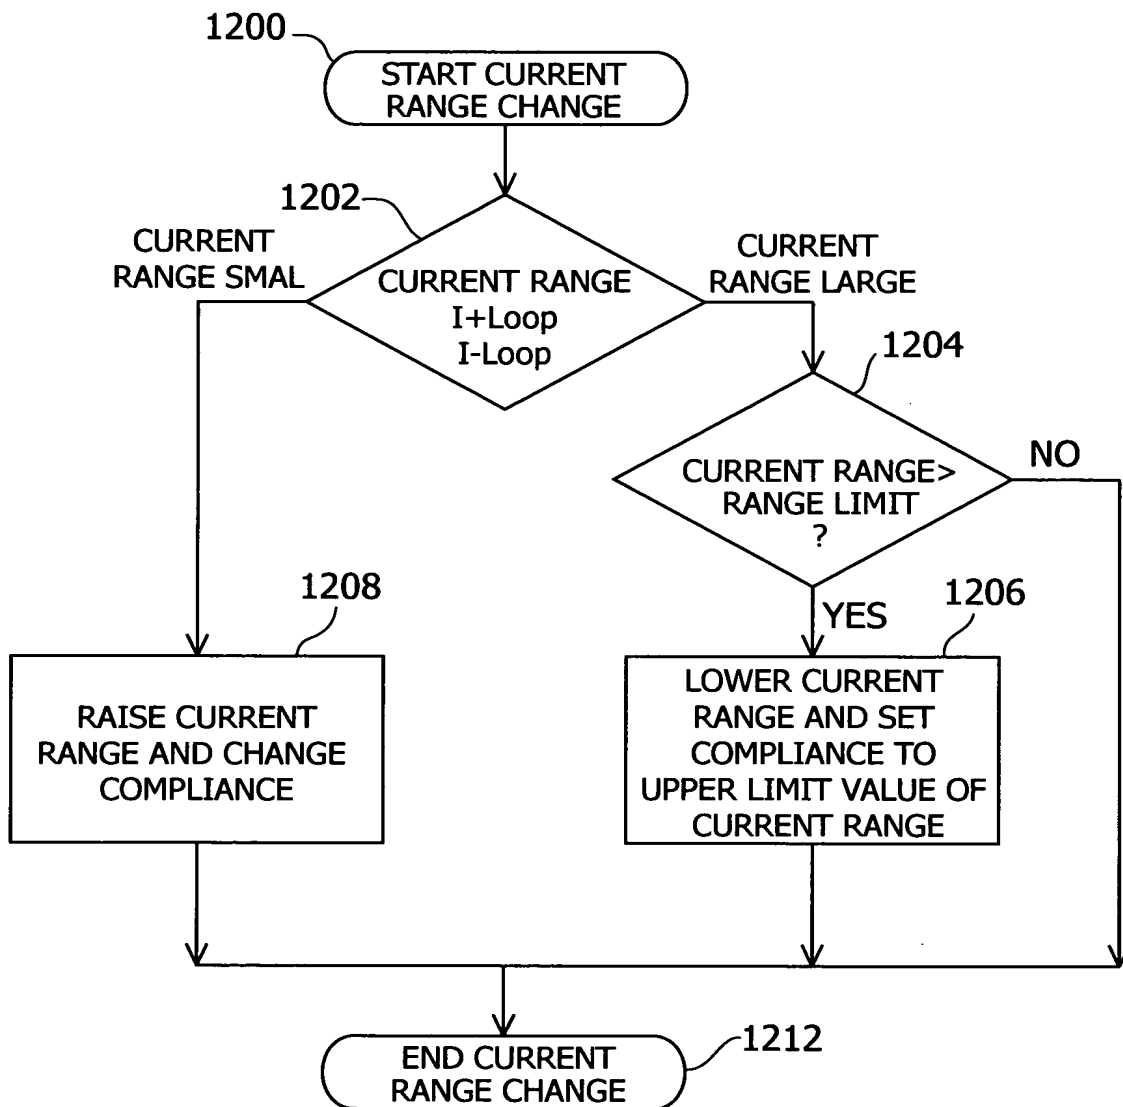 1200
START CURRENT
RANGE CHANGE
1202
CURRENT
RANGE SMAL
CURRENT RANGE
I+Loop
I-Loop
CURRENT
RANGE LARGE
1204
CURRENT RANGE>
RANGE LIMIT
?
NO
YES
1208
RAISE CURRENT
RANGE AND CHANGE
COMPLIANCE
1206
LOWER CURRENT
RANGE AND SET
COMPLIANCE TO
UPPER LIMIT VALUE OF
CURRENT RANGE
END CURRENT
RANGE CHANGE
1212